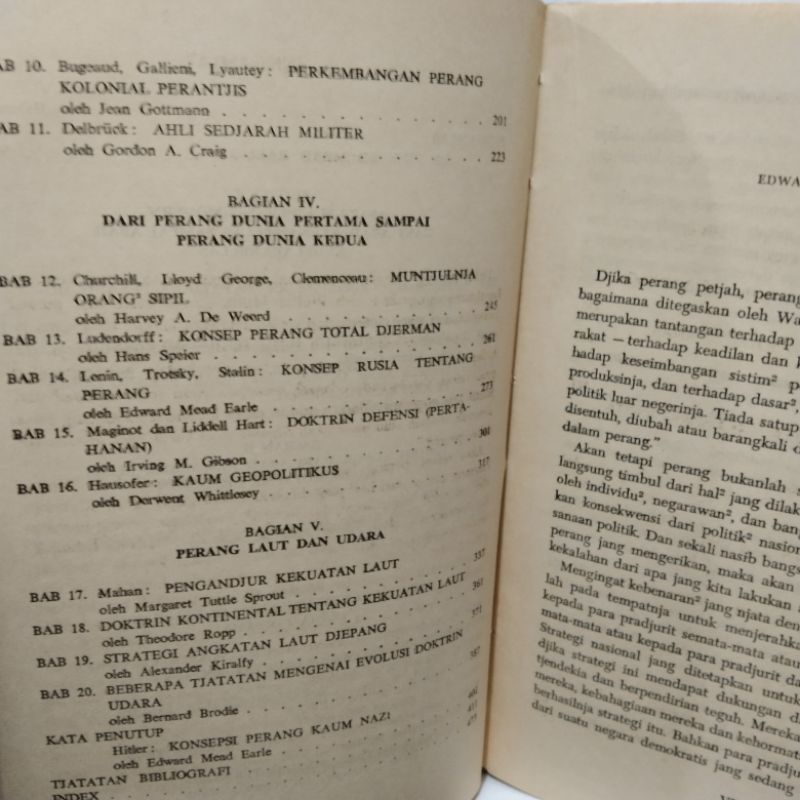 BAB 10. Bugeaud, Gallieni, Lyautey: PERKEMBANGAN PERANG
KOLONIAL PERANTJIS
oleh Jean Gottmann . . . . . . . . . . . . 201
BAB 11. Delbrück: AHLI SEDJARAH MILITER
oleh Gordon A. Craig . . . . . . . . . . . 223
BAGIAN IV.
DARI PERANG DUNIA PERTAMA SAMPAI
PERANG DUNIA KEDUA
BAB 12. Churchill, Lloyd George, Clemenceau: MUNTJULNJA
ORANG² SIPIL
oleh Harvey A. De Weerd . . . . . . . . . 245
BAB 13. Ludendorff: KONSEP PERANG TOTAL DJERMAN
oleh Hans Speier . . . . . . . . . . . . 261
BAB 14. Lenin, Trotsky, Stalin: KONSEP RUSIA TENTANG
PERANG
oleh Edward Mead Earle . . . . . . . . . 273
BAB 15. Maginot dan Liddell Hart: DOKTRIN DEFENSI (PERTA-
HANAN)
oleh Irving M. Gibson . . . . . . . . . . 301
BAB 16. Hausofer: KAUM GEOPOLITIKUS
oleh Derwent Whittlesey . . . . . . . . . 317
BAGIAN V.
PERANG LAUT DAN UDARA
BAB 17. Mahan: PENGANDJUR KEKUATAN LAUT
oleh Margaret Tuttle Sprout . . . . . . . 337
BAB 18. DOKTRIN KONTINENTAL TENTANG KEKUATAN LAUT
oleh Theodore Ropp . . . . . . . . . . . 361
BAB 19. STRATEGI ANGKATAN LAUT DJEPANG
oleh Alexander Kiralfy . . . . . . . . . 371
BAB 20. BEBERAPA TJATATAN MENGENAI EVOLUSI DOKTRIN
UDARA
oleh Bernard Brodie . . . . . . . . . . 387
KATA PENUTUP
Hitler: KONSEPSI PERANG KAUM NAZI
oleh Edward Mead Earle . . . . . . . . .
TJATATAN BIBLIOGRAFI . . . . . . . . . .
INDEX
EDWA
Djika perang petjah, perang
bagaimana ditegaskan oleh Wa
merupakan tantangan terhadap
rakat — terhadap keadilan dan
hadap keseimbangan sistim² p
produksinja, dan terhadap dasar²,
politik luar negerinja. Tiada satup
disentuh, diubah atau barangkali d
dalam perang."
Akan tetapi perang bukanlah s
langsung timbul dari hal² jang dilak
oleh individu², negarawan², dan bang
kan konsekwensi dari politik² nasion
sanaan politik. Dan sekali nasib bangs
perang jang mengerikan, maka akan
kekalahan dari apa jang kita lakukan
Mengingat kebenaran² jang njata den
lah pada tempatnja untuk menjerahka
kepada para pradjurit semata-mata atau
mata-mata atau kepada para pradjurit da
Strategi nasional jang ditetapkan untuk
djika strategi ini mendapat dukungan d
tjendekia dan berpendirian teguh. Mereka
mereka, kebahagiaan mereka dan kehormat
berhasilnja strategi itu. Bahkan para pradju
dari suatu negara demokratis jang sedang